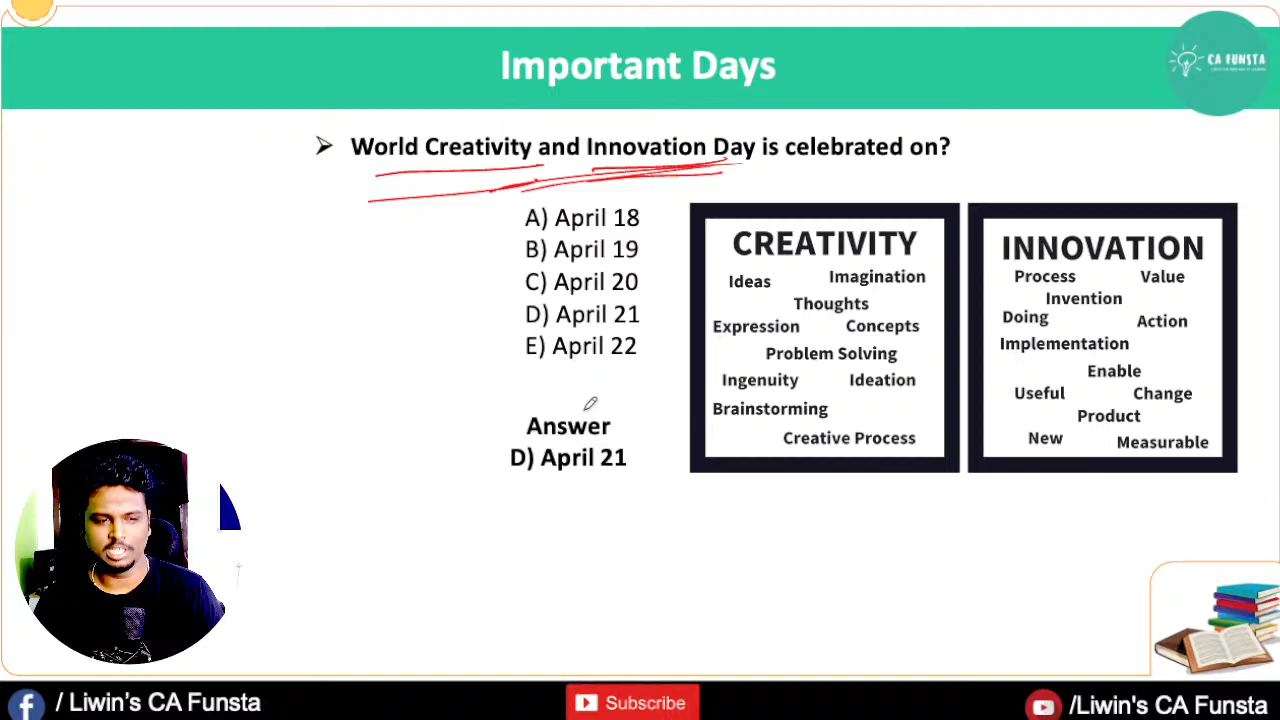 Important Days
CA FUNSTA
➢ World Creativity and Innovation Day is celebrated on?
A) April 18
B) April 19
C) April 20
D) April 21
E) April 22
Answer
D) April 21
CREATIVITY
Ideas Imagination
Thoughts
Expression Concepts
Problem Solving
Ingenuity Ideation
Brainstorming
Creative Process
INNOVATION
Process Value
Invention
Doing Action
Implementation
Enable
Useful Change
Product
New Measurable
/ Liwin's CA Funsta
Subscribe
/Liwin's CA Funsta